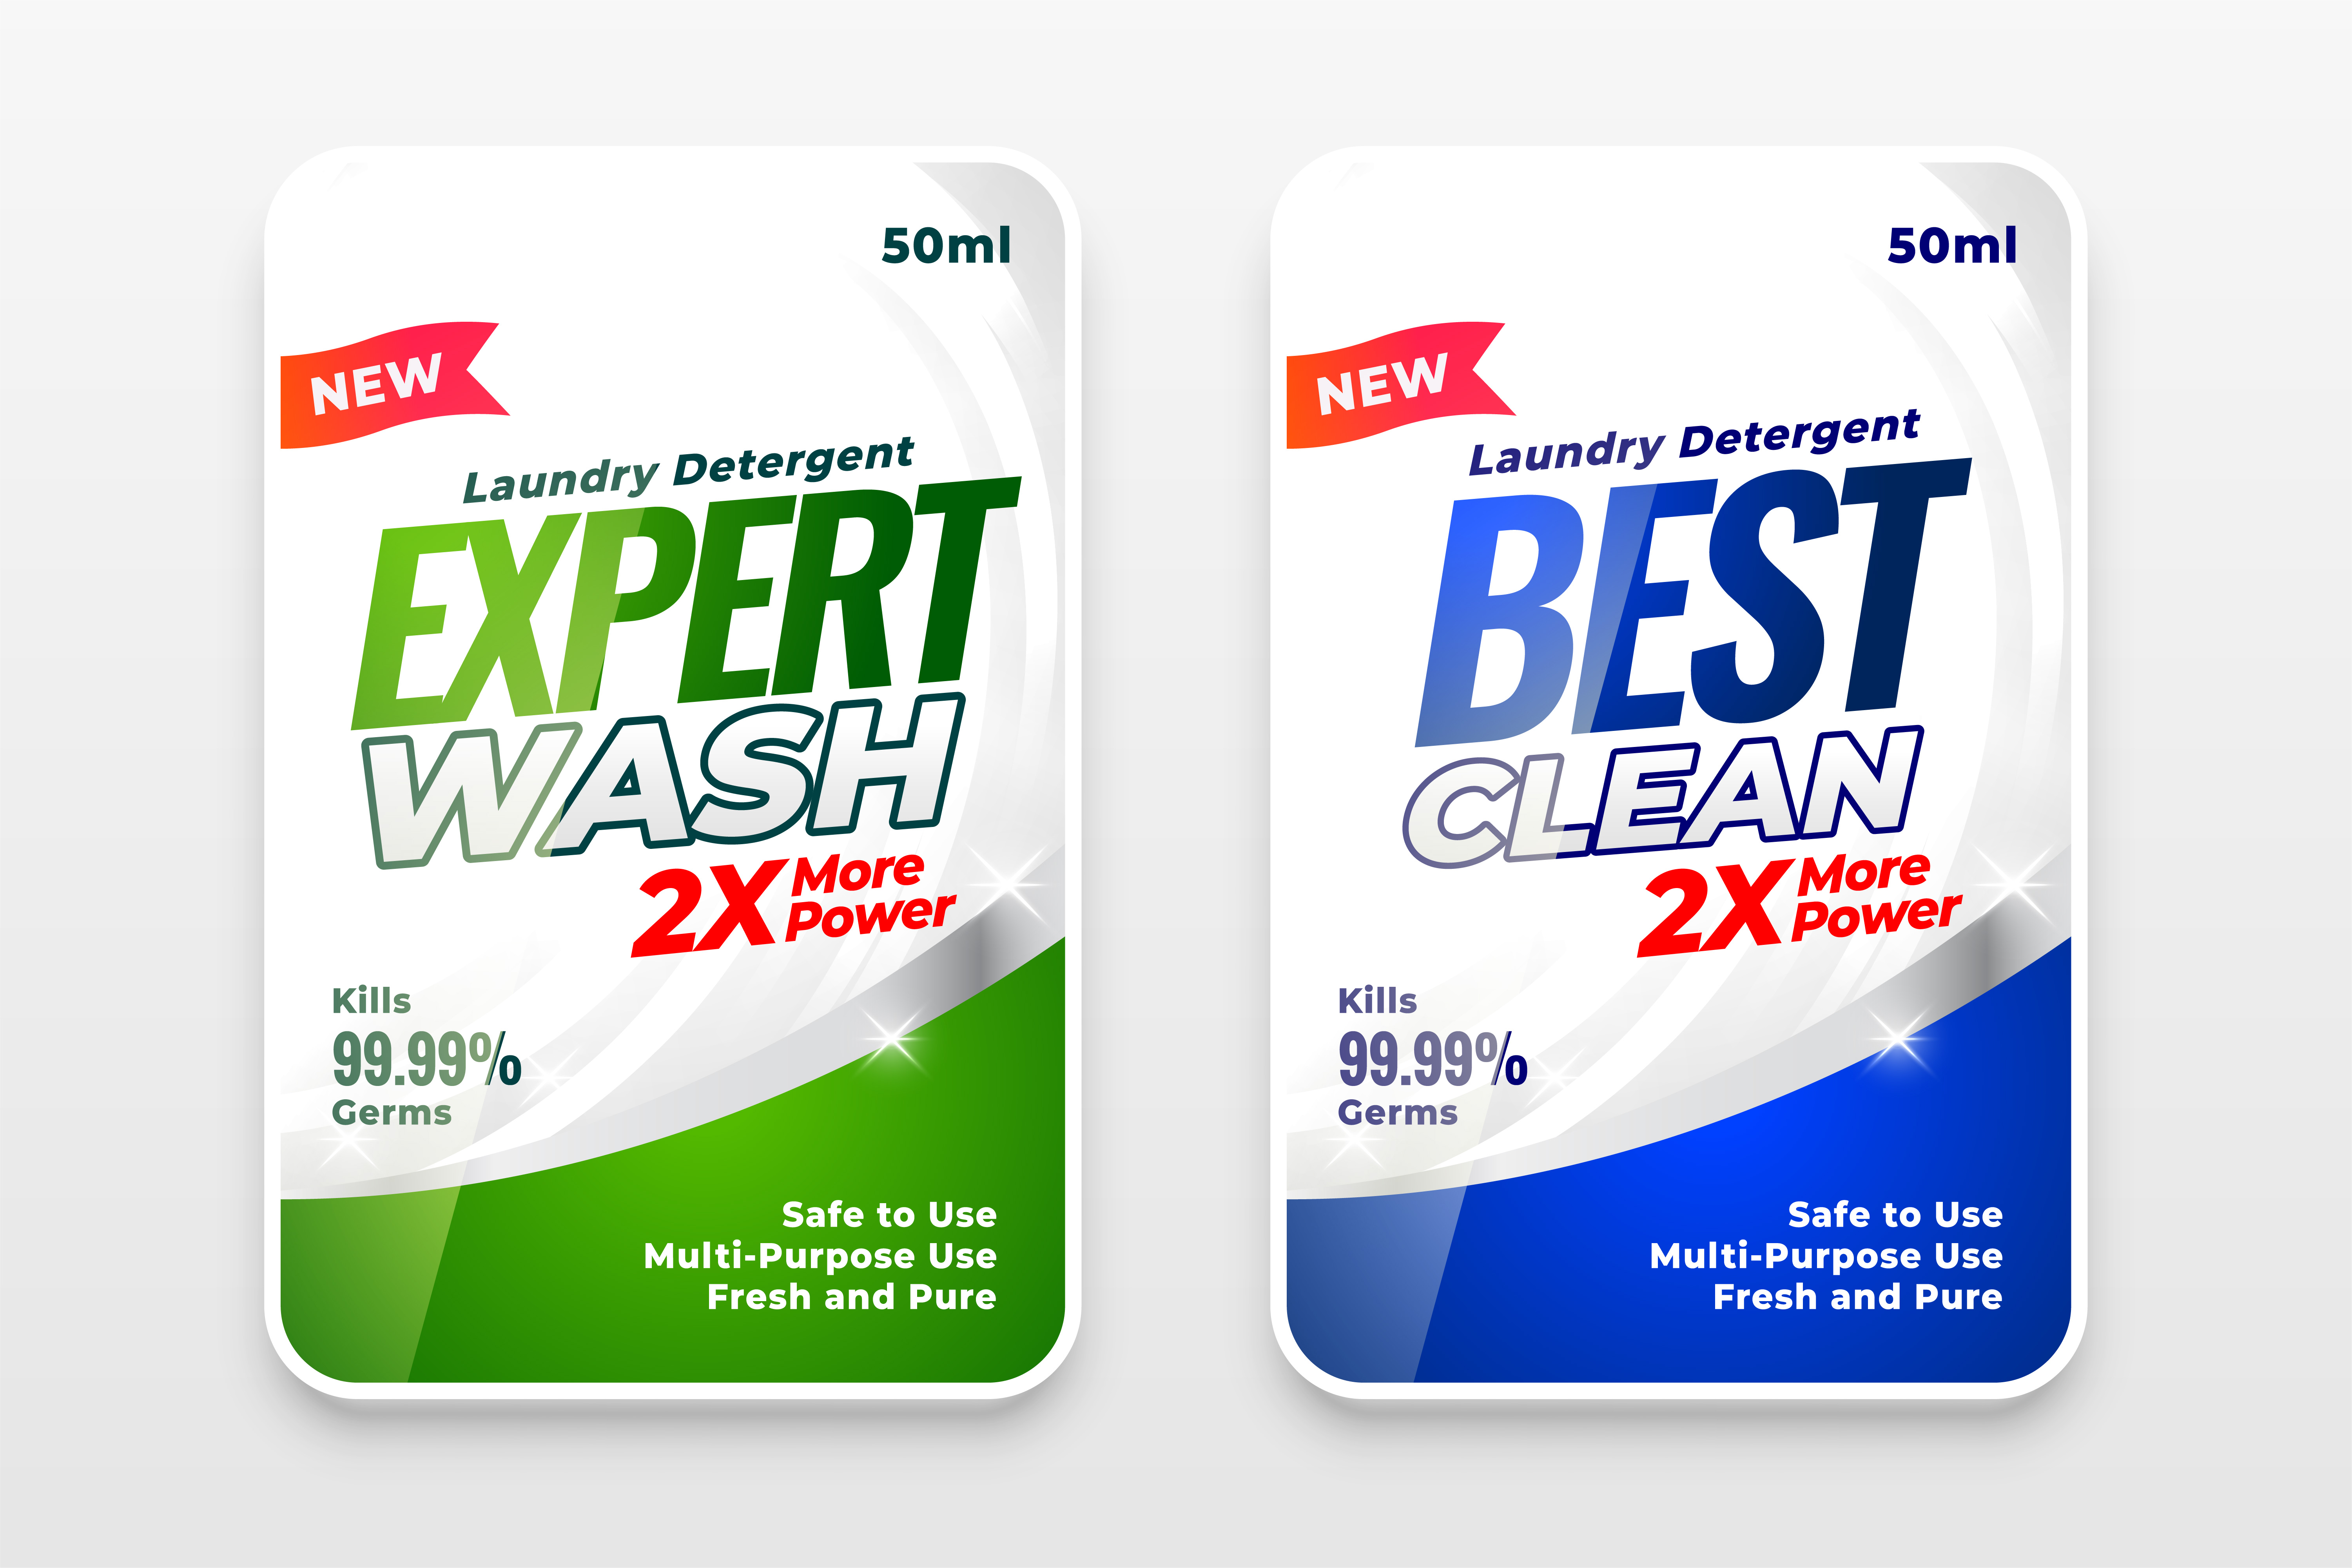 50ml
NEW
Laundry Detergent
EXPERT
WASH
2X More
Power
Kills
99.99%
Germs
Safe to Use
Multi-Purpose Use
Fresh and Pure
50ml
NEW
Laundry Detergent
BEST
CLEAN
2X More
Power
Kills
99.99%
Germs
Safe to Use
Multi-Purpose Use
Fresh and Pure